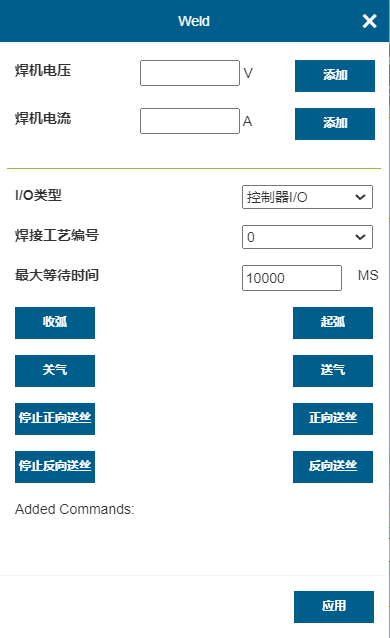 Weld
焊机电压 V 添加
焊机电流 A 添加
I/O类型 控制器I/O
焊接工艺编号 0
最大等待时间 10000 MS
收弧 起弧
关气 送气
停止正向送丝 正向送丝
停止反向送丝 反向送丝
Added Commands:
应用